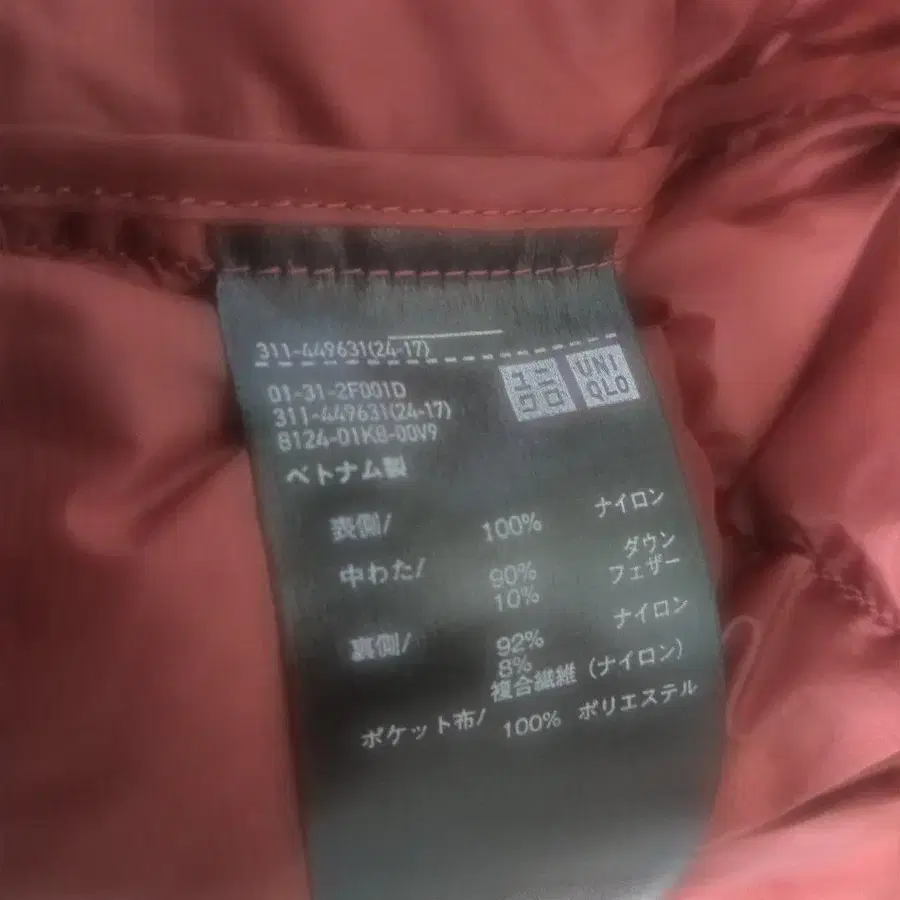 311-449631(24-17)
ユニクロ UNIQLO
01-31-2F001D
311-449631(24-17)
8124-01K8-00V9
ベトナム製
表側/ 100% ナイロン
中わた/ 90% ダウン
10% フェザー
裏側/ 92% ナイロン
8% 複合繊維（ナイロン）
ポケット布/ 100% ポリエステル